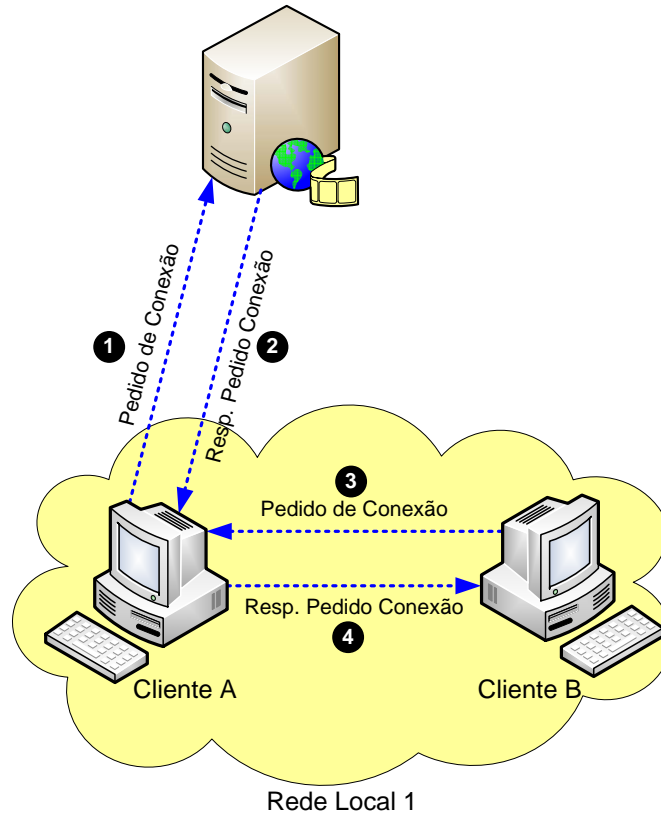 1
Pedido de Conexão
2
Resp. Pedido Conexão
3
Pedido de Conexão
Resp. Pedido Conexão
4
Cliente A
Cliente B
Rede Local 1